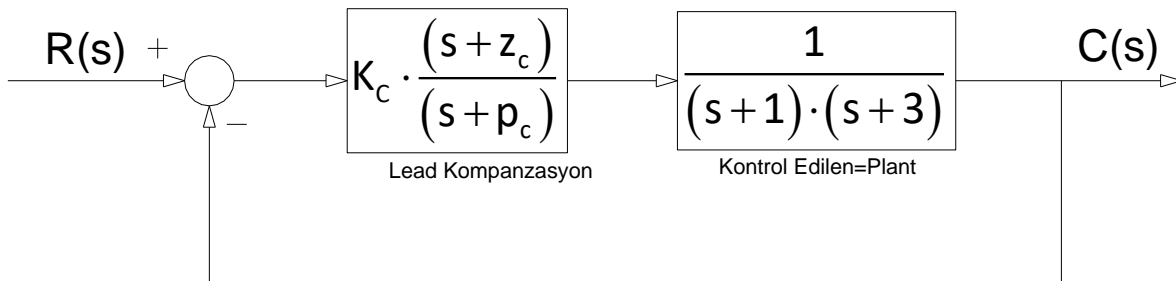 R(s)
+
−
K_C · (s + z_c) / (s + p_c)
Lead Kompanzasyon
1 / (s + 1) · (s + 3)
Kontrol Edilen=Plant
C(s)